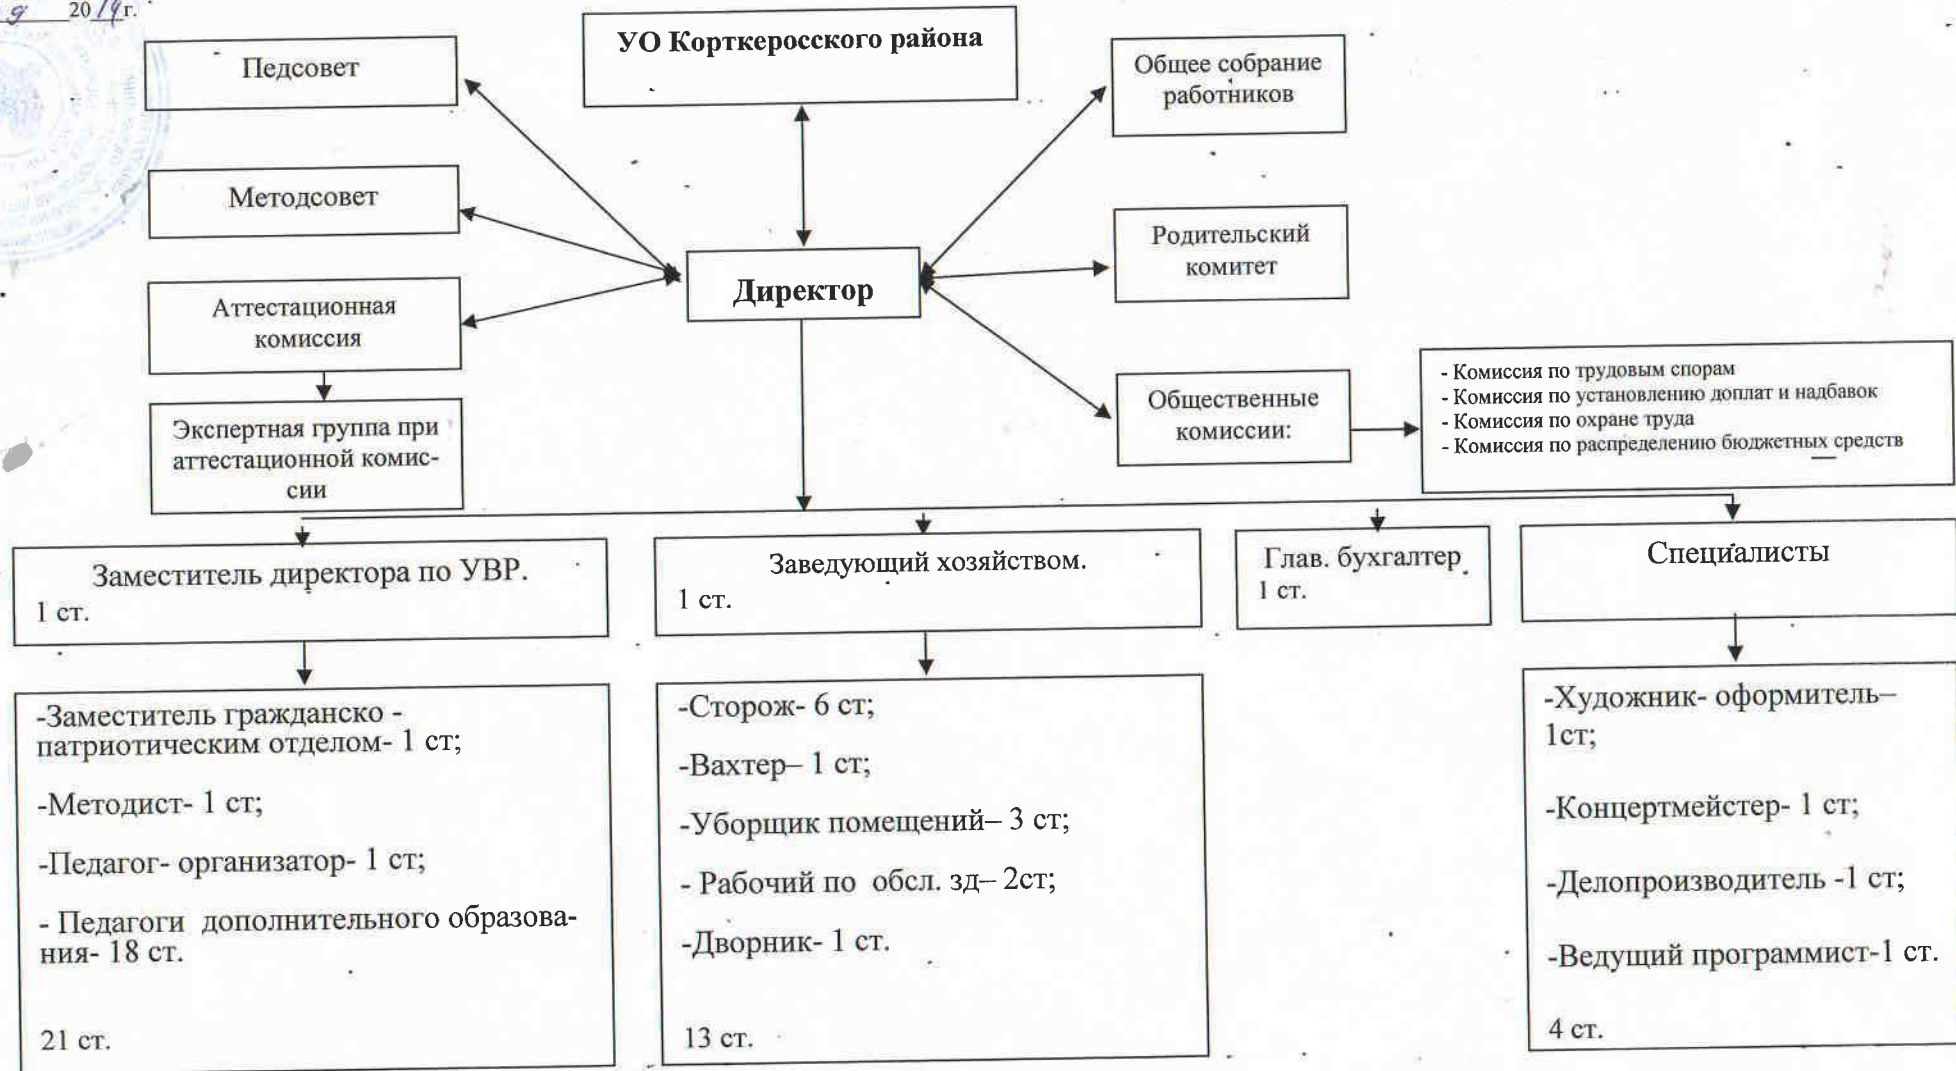 9 2014г.
УО Корткеросского района
Педсовет
Общее собрание
работников
Методсовет
Родительский
комитет
Директор
Аттестационная
комиссия
Общественные
комиссии:
- Комиссия по трудовым спорам
- Комиссия по установлению доплат и надбавок
- Комиссия по охране труда
- Комиссия по распределению бюджетных средств
Экспертная группа при
аттестационной комис-
сии
Заместитель директора по УВР.
1 ст.
Заведующий хозяйством.
1 ст.
Глав. бухгалтер
1 ст.
Специалисты
-Заместитель гражданско -
патриотическим отделом- 1 ст;
-Методист- 1 ст;
-Педагог- организатор- 1 ст;
- Педагоги дополнительного образова-
ния- 18 ст.
21 ст.
-Сторож- 6 ст;
-Вахтер– 1 ст;
-Уборщик помещений– 3 ст;
- Рабочий по обсл. зд– 2ст;
-Дворник- 1 ст.
13 ст.
-Художник- оформитель–
1ст;
-Концертмейстер- 1 ст;
-Делопроизводитель -1 ст;
-Ведущий программист-1 ст.
4 ст.